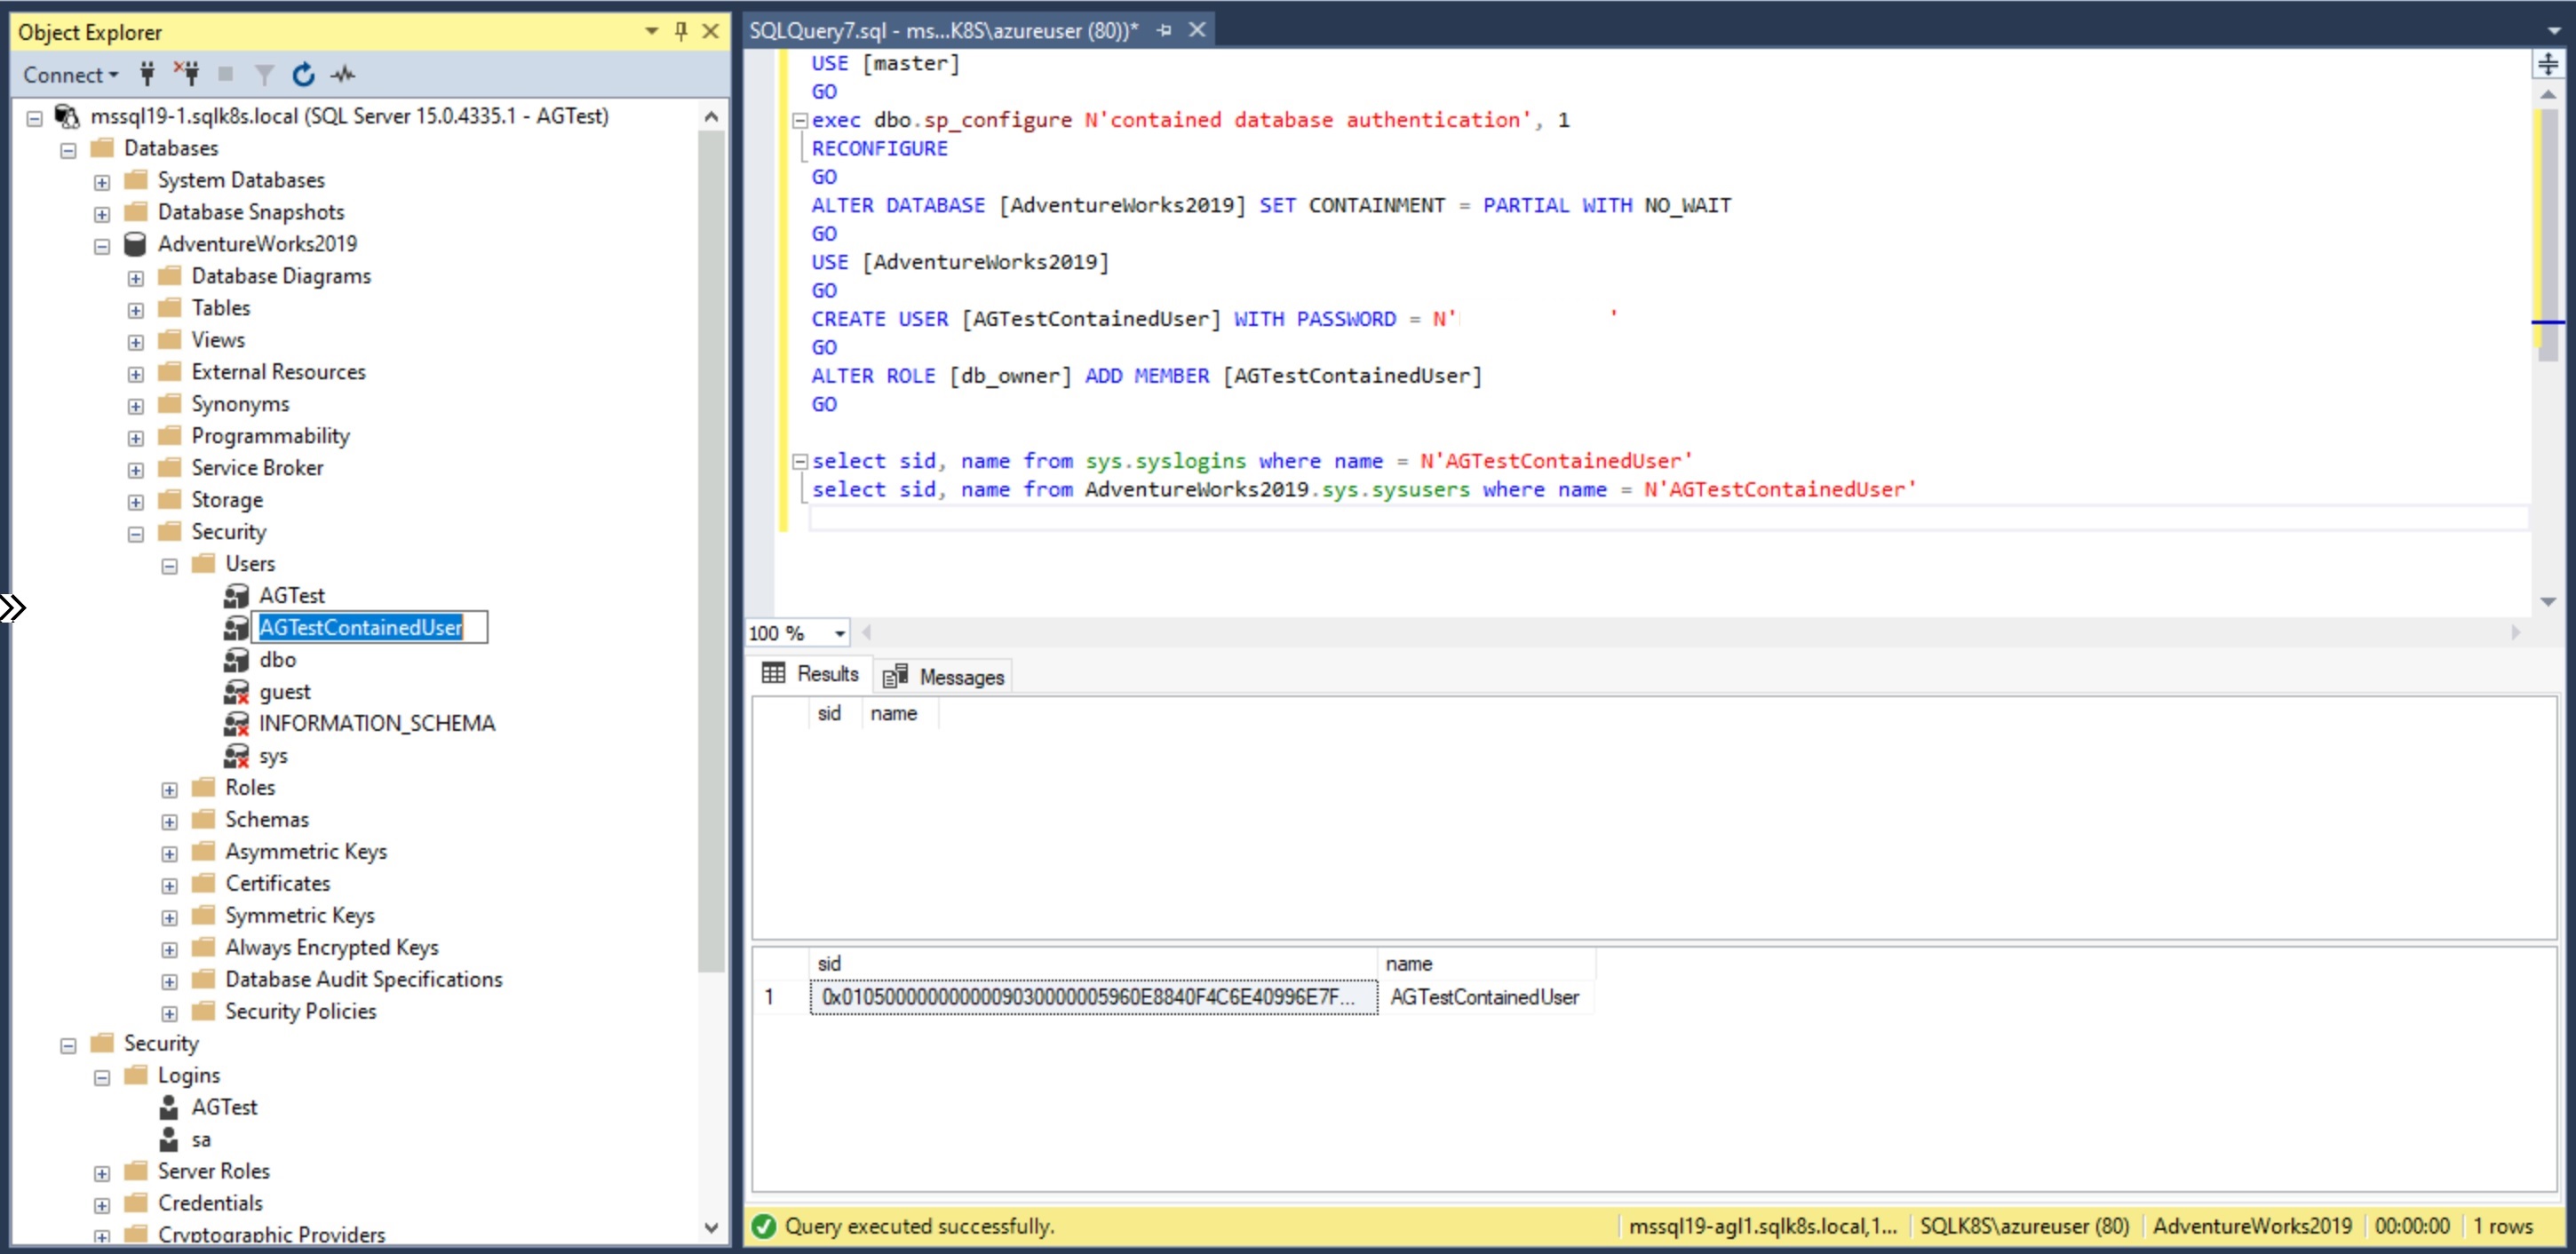 Object Explorer
Connect
mssql19-1.sqlk8s.local (SQL Server 15.0.4335.1 - AGTest)
Databases
System Databases
Database Snapshots
AdventureWorks2019
Database Diagrams
Tables
Views
External Resources
Synonyms
Programmability
Service Broker
Storage
Security
Users
AGTest
AGTestContainedUser
dbo
guest
INFORMATION_SCHEMA
sys
Roles
Schemas
Asymmetric Keys
Certificates
Symmetric Keys
Always Encrypted Keys
Database Audit Specifications
Security Policies
Security
Logins
AGTest
sa
Server Roles
Credentials
Cryptographic Providers
SQLQuery7.sql - ms...K8S\azureuser (80))*
USE [master]
GO
exec dbo.sp_configure N'contained database authentication', 1
RECONFIGURE
GO
ALTER DATABASE [AdventureWorks2019] SET CONTAINMENT = PARTIAL WITH NO_WAIT
GO
USE [AdventureWorks2019]
GO
CREATE USER [AGTestContainedUser] WITH PASSWORD = N' '
GO
ALTER ROLE [db_owner] ADD MEMBER [AGTestContainedUser]
GO
select sid, name from sys.syslogins where name = N'AGTestContainedUser'
select sid, name from AdventureWorks2019.sys.sysusers where name = N'AGTestContainedUser'
100 %
Results Messages
sid name
sid name
1 0x0105000000000009030000005960E8840F4C6E40996E7F... AGTestContainedUser
Query executed successfully. mssql19-agl1.sqlk8s.local,1... SQLK8S\azureuser (80) AdventureWorks2019 00:00:00 1 rows